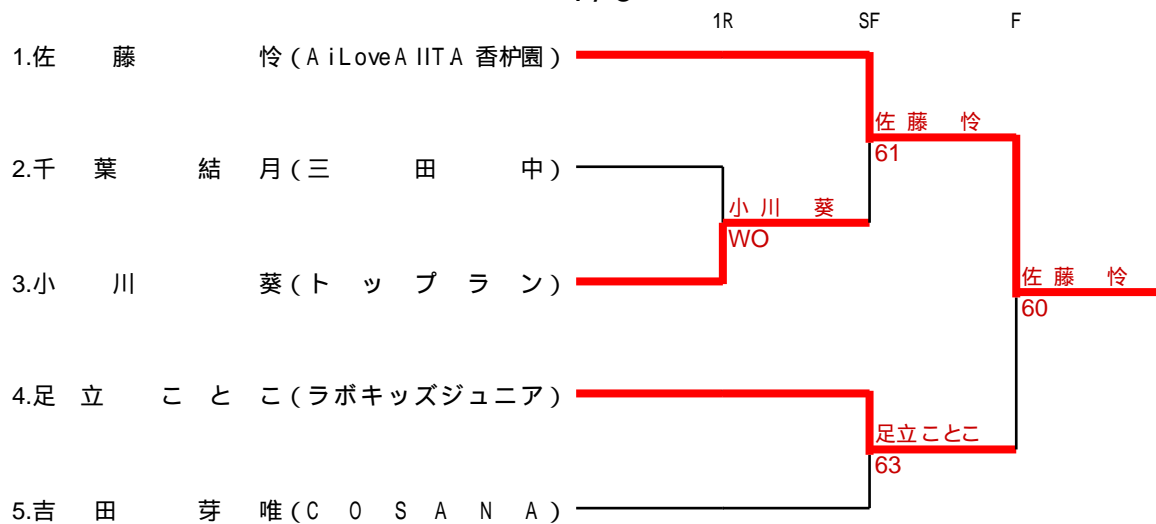 1R SF F
1.佐藤 怜(AiLoveAIITA 香枦園)
佐藤 怜
61
2.千葉 結月(三田中)
小川 葵
WO
3.小川 葵(トップラン)
佐藤 怜
60
4.足立 ことこ(ラボキッズジュニア)
足立ことこ
63
5.吉田 芽唯(COSANA)